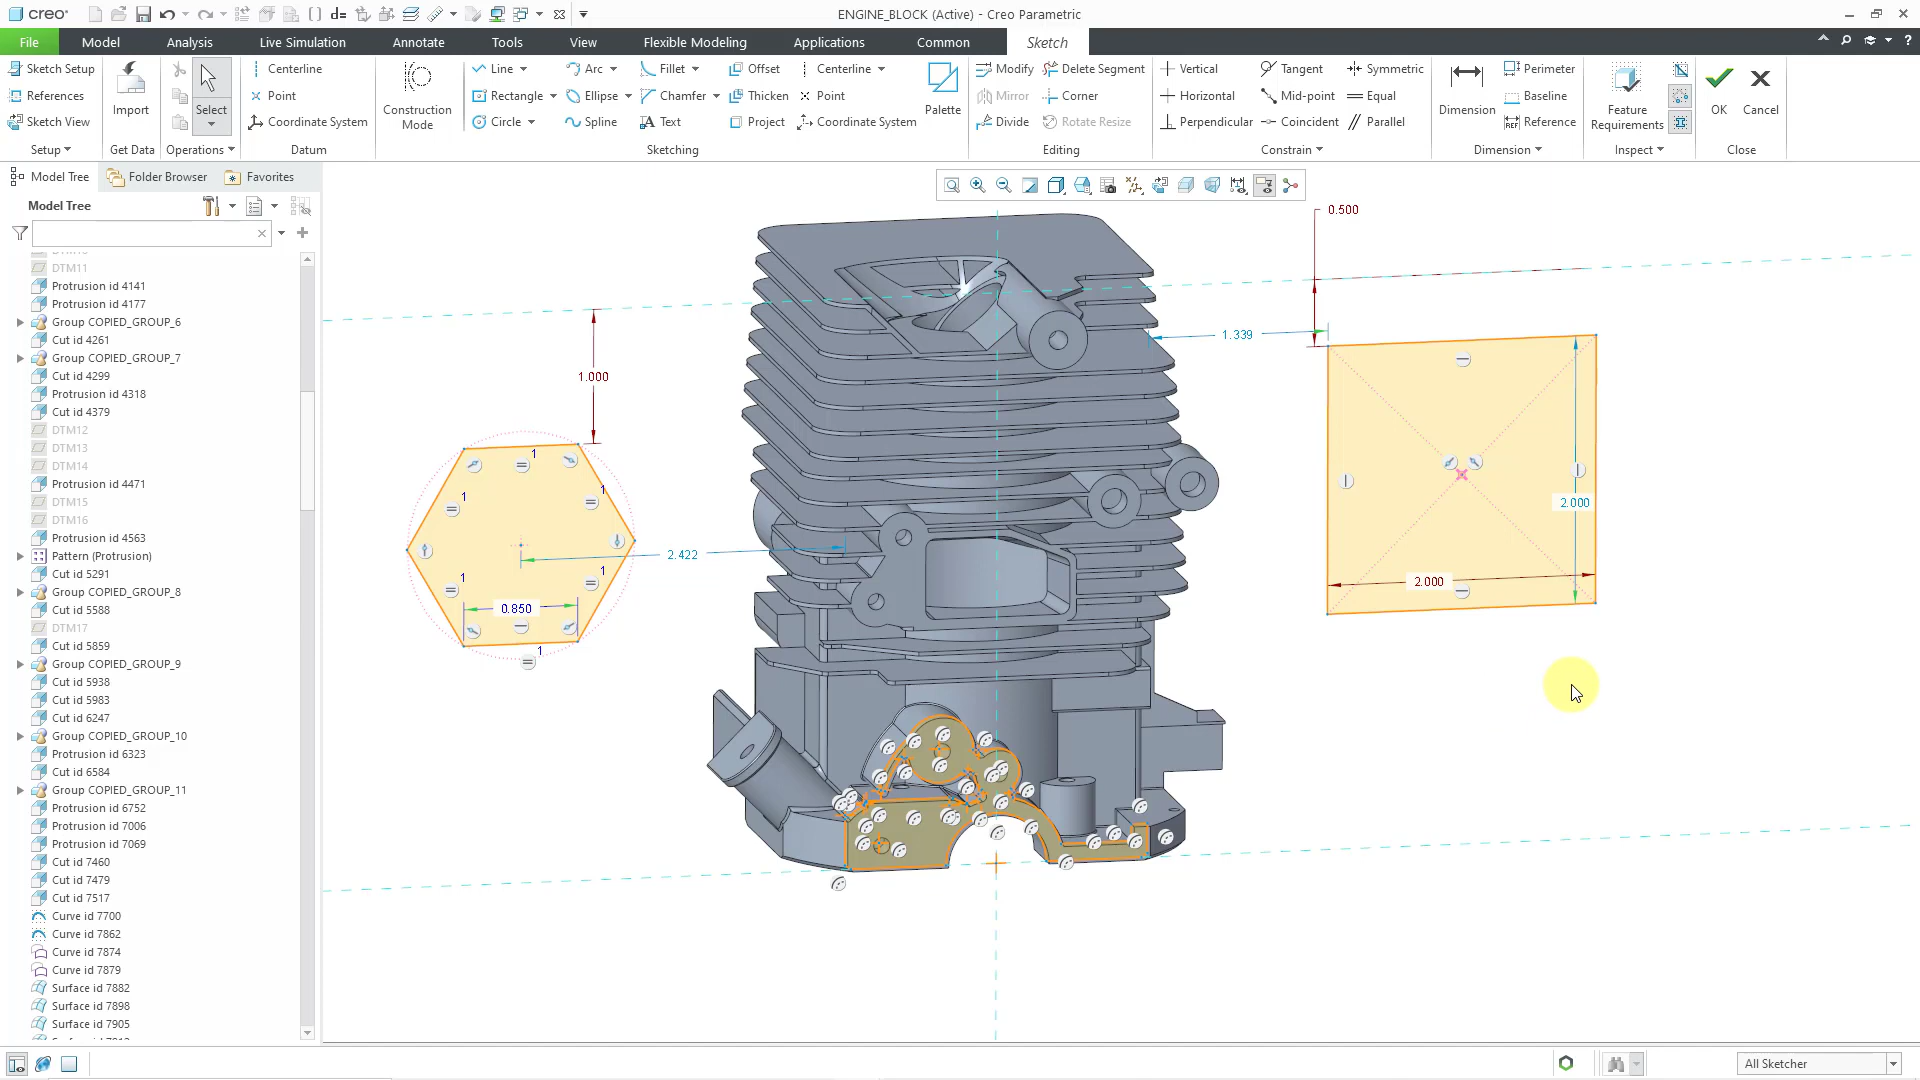 creo
d=
ENGINE_BLOCK (Active) - Creo Parametric
File Model Analysis Live Simulation Annotate Tools View Flexible Modeling Applications Common Sketch
?
Sketch Setup
References
Sketch View
Setup
Import
Get Data
Select
Operations
Centerline
Point
Coordinate System
Datum
Construction Mode
Line Arc Fillet Offset Centerline
Rectangle Ellipse Chamfer Thicken Point
Circle Spline Text Project Coordinate System
Palette
Sketching
Modify Delete Segment
Mirror Corner
Divide Rotate Resize
Editing
Vertical Tangent Symmetric
Horizontal Mid-point Equal
Perpendicular Coincident Parallel
Constrain
Dimension
Perimeter
Baseline
REF Reference
Dimension
Feature Requirements
Inspect
OK Cancel
Close
Model Tree Folder Browser Favorites
Model Tree
DTM11
Protrusion id 4141
Protrusion id 4177
Group COPIED_GROUP_6
Cut id 4261
Group COPIED_GROUP_7
Cut id 4299
Protrusion id 4318
Cut id 4379
DTM12
DTM13
DTM14
Protrusion id 4471
DTM15
DTM16
Protrusion id 4563
Pattern (Protrusion)
Cut id 5291
Group COPIED_GROUP_8
Cut id 5588
DTM17
Cut id 5859
Group COPIED_GROUP_9
Cut id 5938
Cut id 5983
Cut id 6247
Group COPIED_GROUP_10
Protrusion id 6323
Cut id 6584
Group COPIED_GROUP_11
Protrusion id 6752
Protrusion id 7006
Protrusion id 7069
Cut id 7460
Cut id 7479
Cut id 7517
Curve id 7700
Curve id 7862
Curve id 7874
Curve id 7879
Surface id 7882
Surface id 7898
Surface id 7905
0.500
1.339
1.000
1
1
1
2.422
2.000
1
1
0.850
2.000
1
All Sketcher